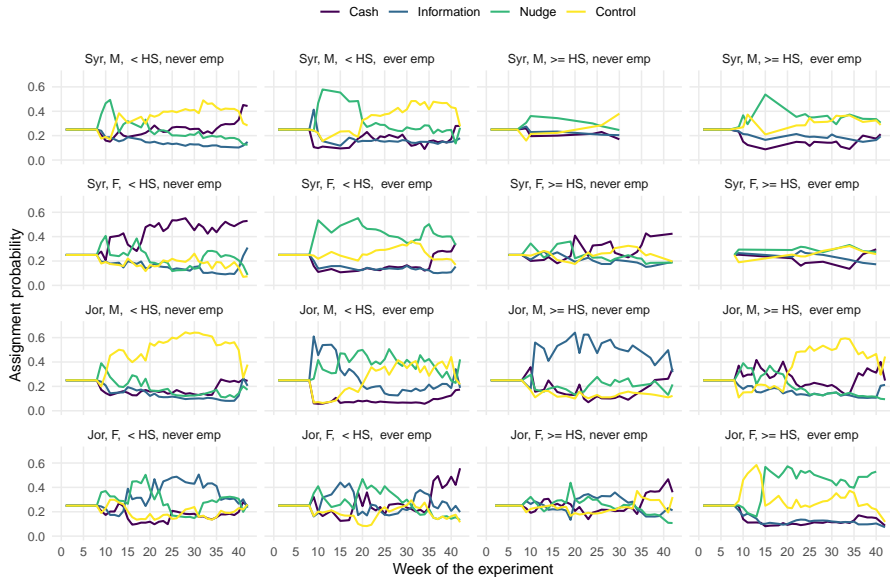 Cash Information Nudge Control
Syr, M, < HS, never emp Syr, M, < HS, ever emp Syr, M, >= HS, never emp Syr, M, >= HS, ever emp
0.6
0.4
0.2
0.0
Syr, F, < HS, never emp Syr, F, < HS, ever emp Syr, F, >= HS, never emp Syr, F, >= HS, ever emp
0.6
0.4
0.2
0.0
Jor, M, < HS, never emp Jor, M, < HS, ever emp Jor, M, >= HS, never emp Jor, M, >= HS, ever emp
0.6
0.4
0.2
0.0
Jor, F, < HS, never emp Jor, F, < HS, ever emp Jor, F, >= HS, never emp Jor, F, >= HS, ever emp
0.6
0.4
0.2
0.0
0 5 10 15 20 25 30 35 40 0 5 10 15 20 25 30 35 40 0 5 10 15 20 25 30 35 40 0 5 10 15 20 25 30 35 40
Week of the experiment
Assignment probability